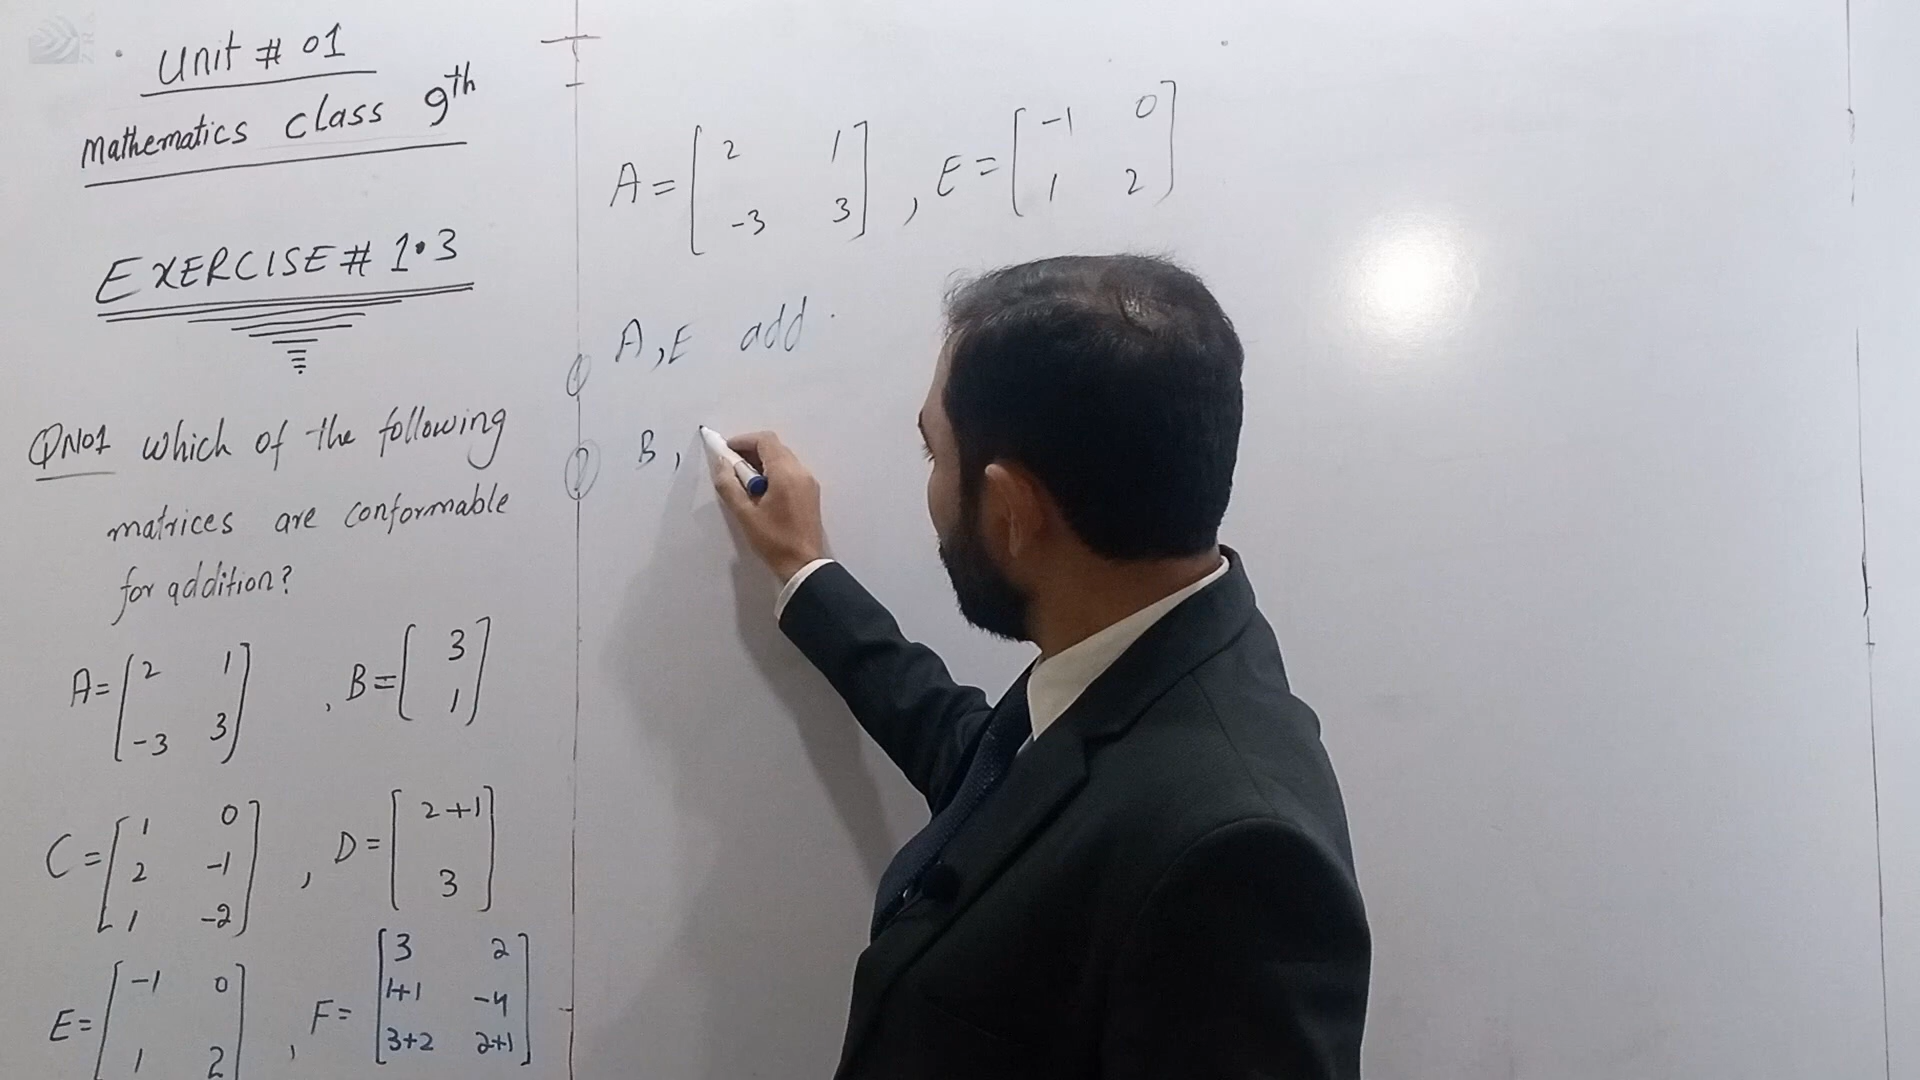 Unit # 01
Mathematics class 9th
EXERCISE # 1.3
QNo1 which of the following
matrices are conformable
for addition?
A = [ 2 1
-3 3 ] , B = [ 3
1 ]
C = [ 1 0
2 -1
1 -2 ] , D = [ 2+1
3 ]
E = [ -1 0
1 2 ] , F = [ 3 2
1+1 -4
3+2 2+1 ]
A = [ 2 1
-3 3 ] , E = [ -1 0
1 2 ]
① A, E add.
② B,